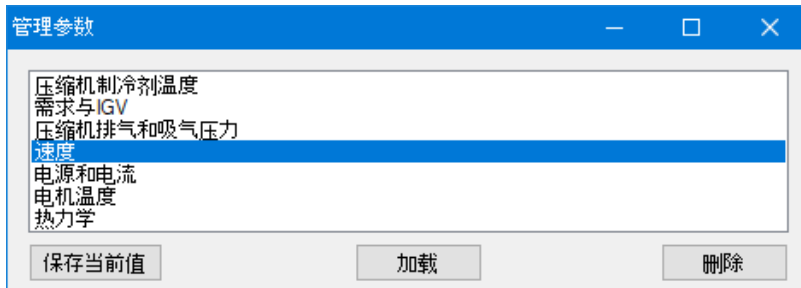 管理参数
压缩机制冷剂温度
需求与IGV
压缩机排气和吸气压力
速度
电源和电流
电机温度
热力学
保存当前值 加载 删除